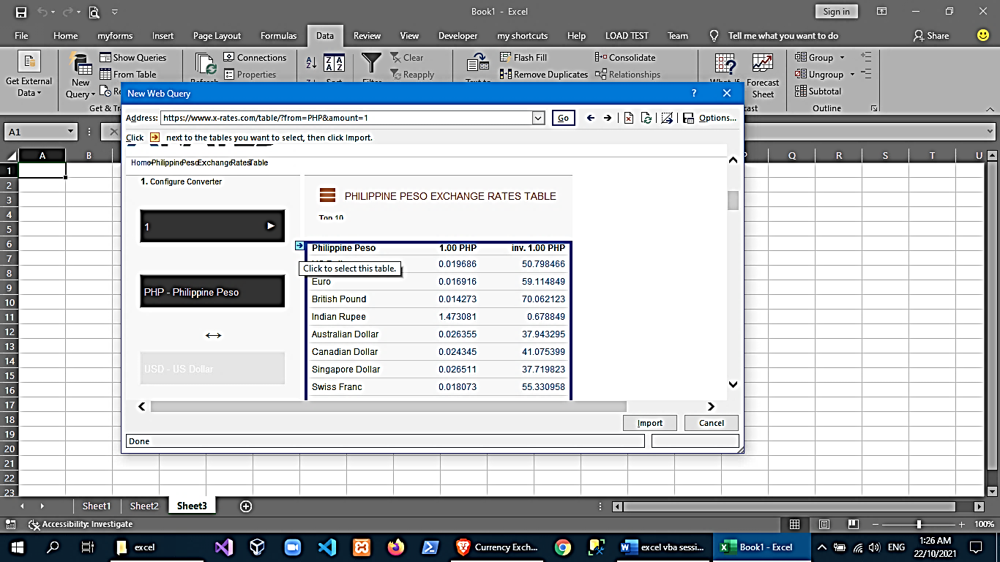 Book1 - Excel
Sign in
File Home myforms Insert Page Layout Formulas Data Review View Developer my shortcuts Help LOAD TEST Team Tell me what you want to do Share
Show Queries Connections Clear Flash Fill Consolidate Group
Get External Data New Query From Table Properties Reapply Remove Duplicates Relationships Forecast Sheet Ungroup
Subtotal
Outline
New Web Query
Address: https://www.x-rates.com/table/?from=PHP&amount=1 Go Options...
A1
Click next to the tables you want to select, then click Import.
A B Q R S T U
Home>PhilippinePesoExchangeRatesTable
1. Configure Converter
PHILIPPINE PESO EXCHANGE RATES TABLE
Top 10
1
Philippine Peso 1.00 PHP inv. 1.00 PHP
0.019686 50.798466
Click to select this table.
Euro 0.016916 59.114849
PHP - Philippine Peso
British Pound 0.014273 70.062123
Indian Rupee 1.473081 0.678849
Australian Dollar 0.026355 37.943295
Canadian Dollar 0.024345 41.075399
USD - US Dollar
Singapore Dollar 0.026511 37.719823
Swiss Franc 0.018073 55.330958
Import Cancel
Done
1
2
3
4
5
6
7
8
9
10
11
12
13
14
15
16
17
18
19
20
21
22
23
Sheet1 Sheet2 Sheet3
Accessibility: Investigate
100%
excel Currency Exch... excel vba sessi... Book1 - Excel ENG 1:26 AM
22/10/2021